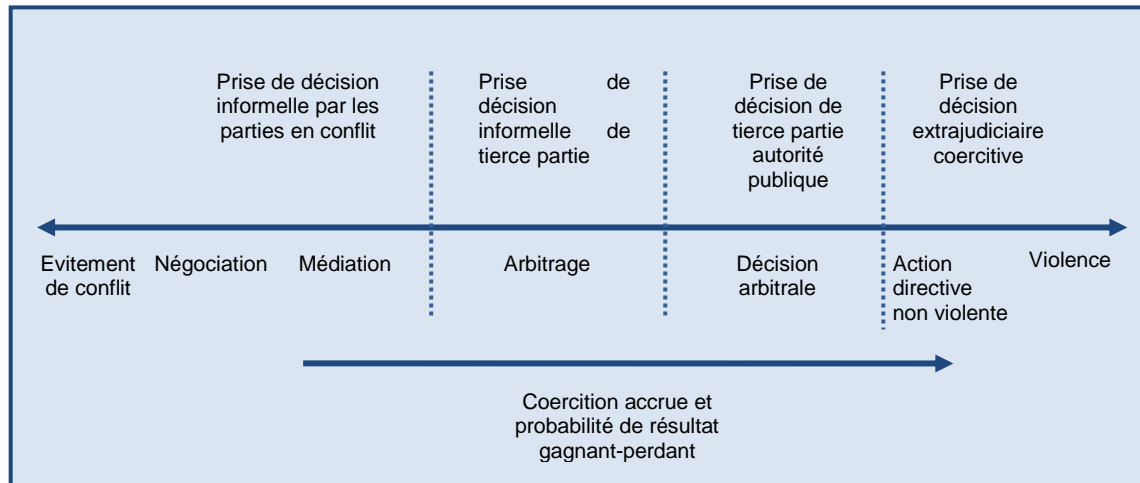 Prise de décision
informelle par les
parties en conflit
Prise de
décision
informelle de
tierce partie
Prise de
décision de
tierce partie
autorité
publique
Prise de
décision
extrajudiciaire
coercitive
Evitement
de conflit
Négociation
Médiation
Arbitrage
Décision
arbitrale
Action
directive
non violente
Violence
Coercition accrue et
probabilité de résultat
gagnant-perdant